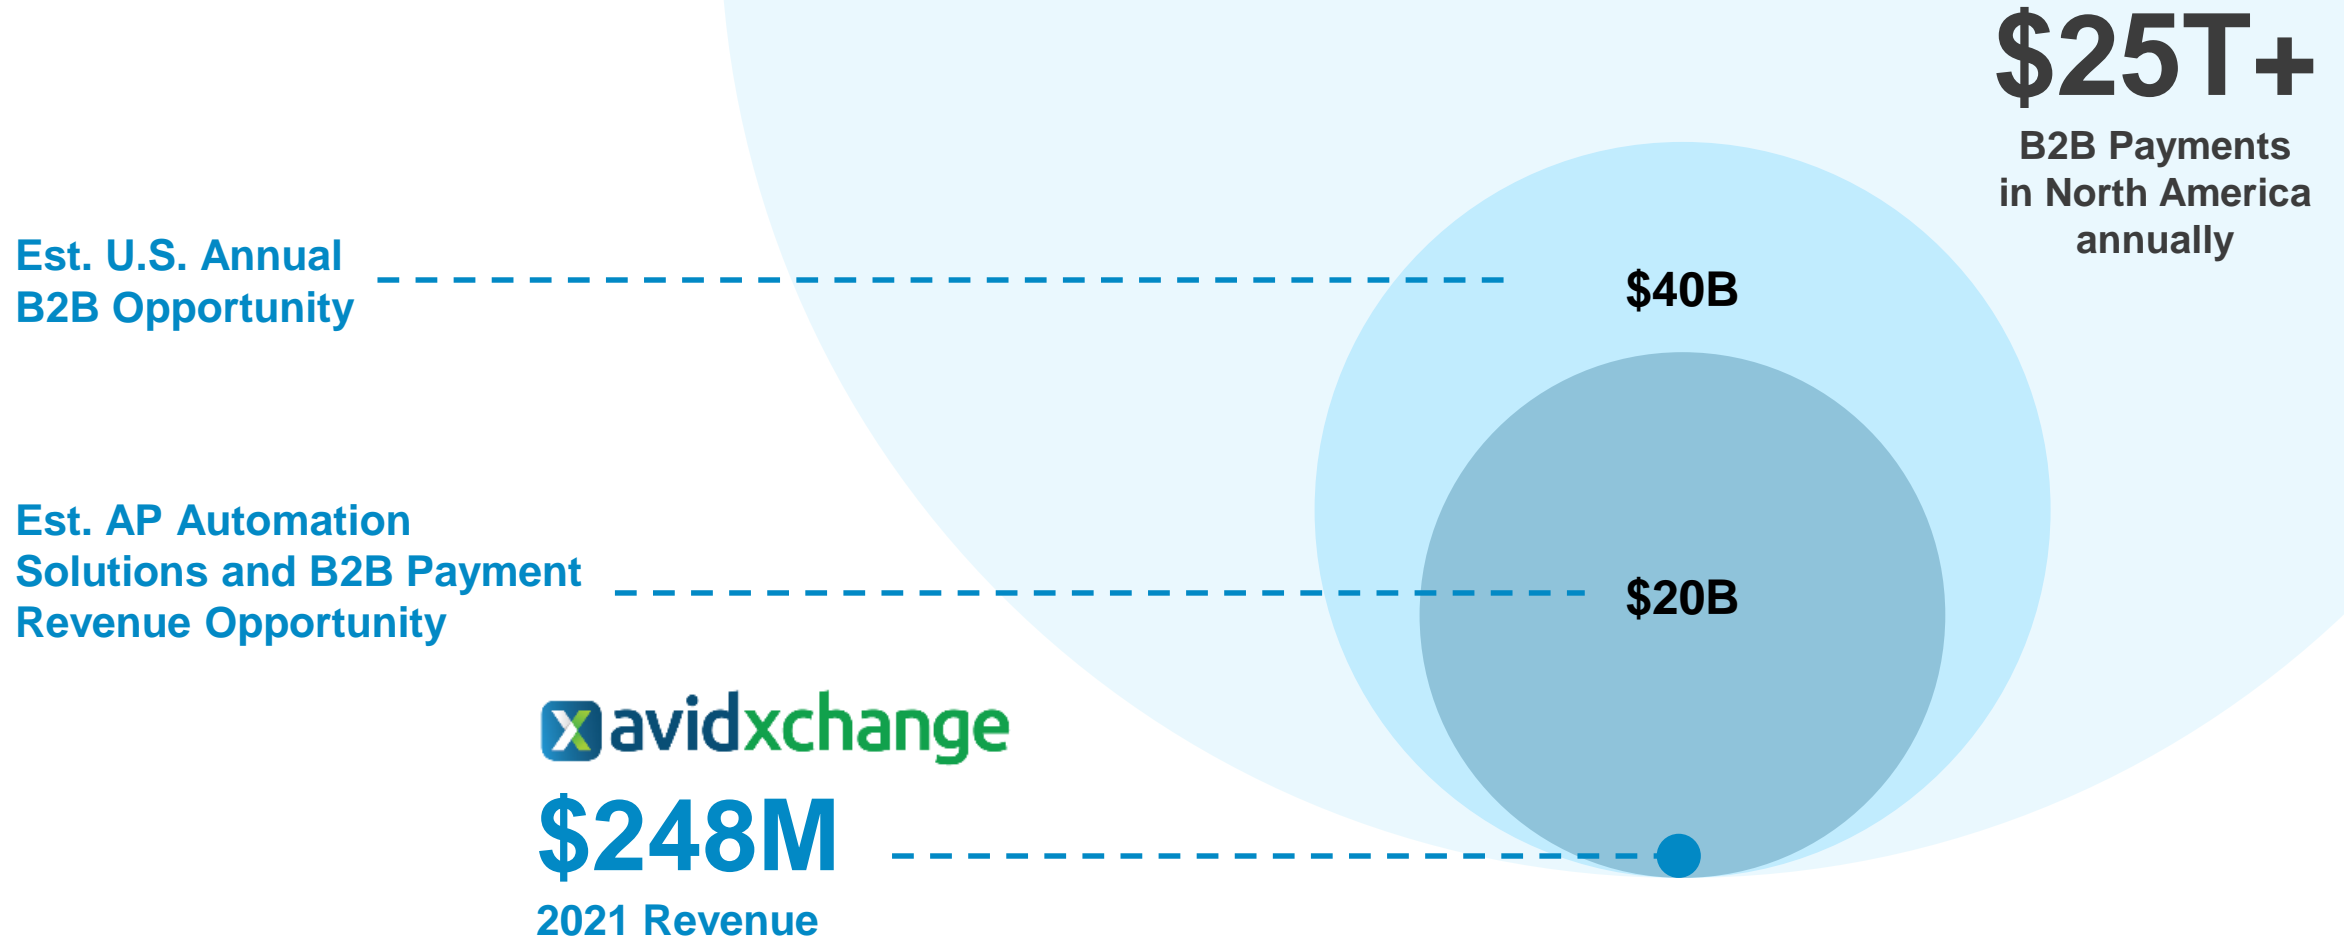 $25T+
B2B Payments
in North America
annually
Est. U.S. Annual
B2B Opportunity
$40B
Est. AP Automation
Solutions and B2B Payment
Revenue Opportunity
$20B
avidxchange
$248M
2021 Revenue